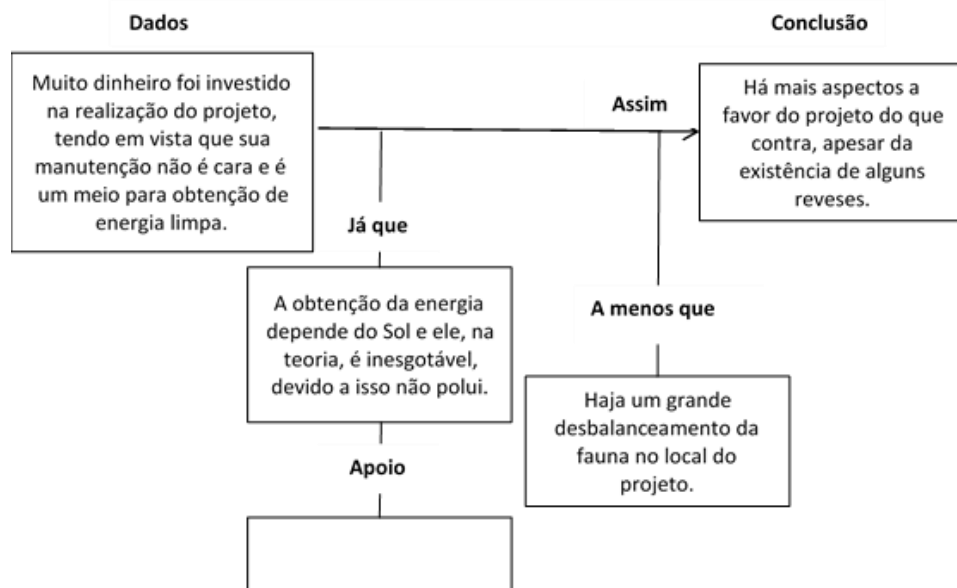 Dados
Conclusão
Muito dinheiro foi investido
na realização do projeto,
tendo em vista que sua
manutenção não é cara e é
um meio para obtenção de
energia limpa.
Assim
Há mais aspectos a
favor do projeto do que
contra, apesar da
existência de alguns
reveses.
Já que
A obtenção da energia
depende do Sol e ele, na
teoria, é inesgotável,
devido a isso não polui.
A menos que
Haja um grande
desbalanceamento da
fauna no local do
projeto.
Apoio